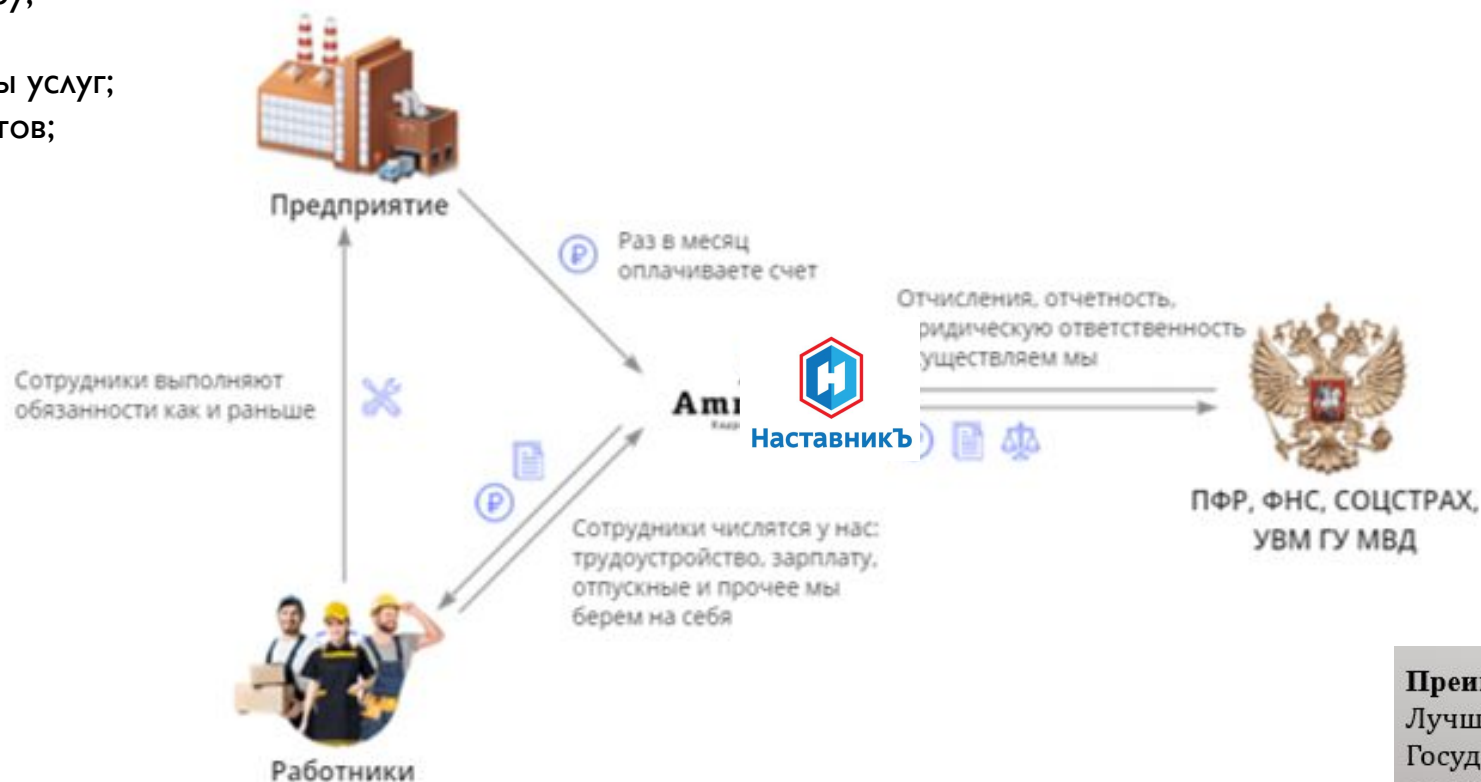 ы услуг;
тов;
Предприятие
Раз в месяц
оплачиваете счет
Отчисления, отчетность,
ридическую ответственность
уществляем мы
Сотрудники выполняют
обязанности как и раньше
Am
НаставникЪ
ПФР, ФНС, СОЦСТРАХ,
УВМ ГУ МВД
Сотрудники числятся у нас:
трудоустройство, зарплату,
отпускные и прочее мы
берем на себя
Работники
Преи
Лучш
Госуд